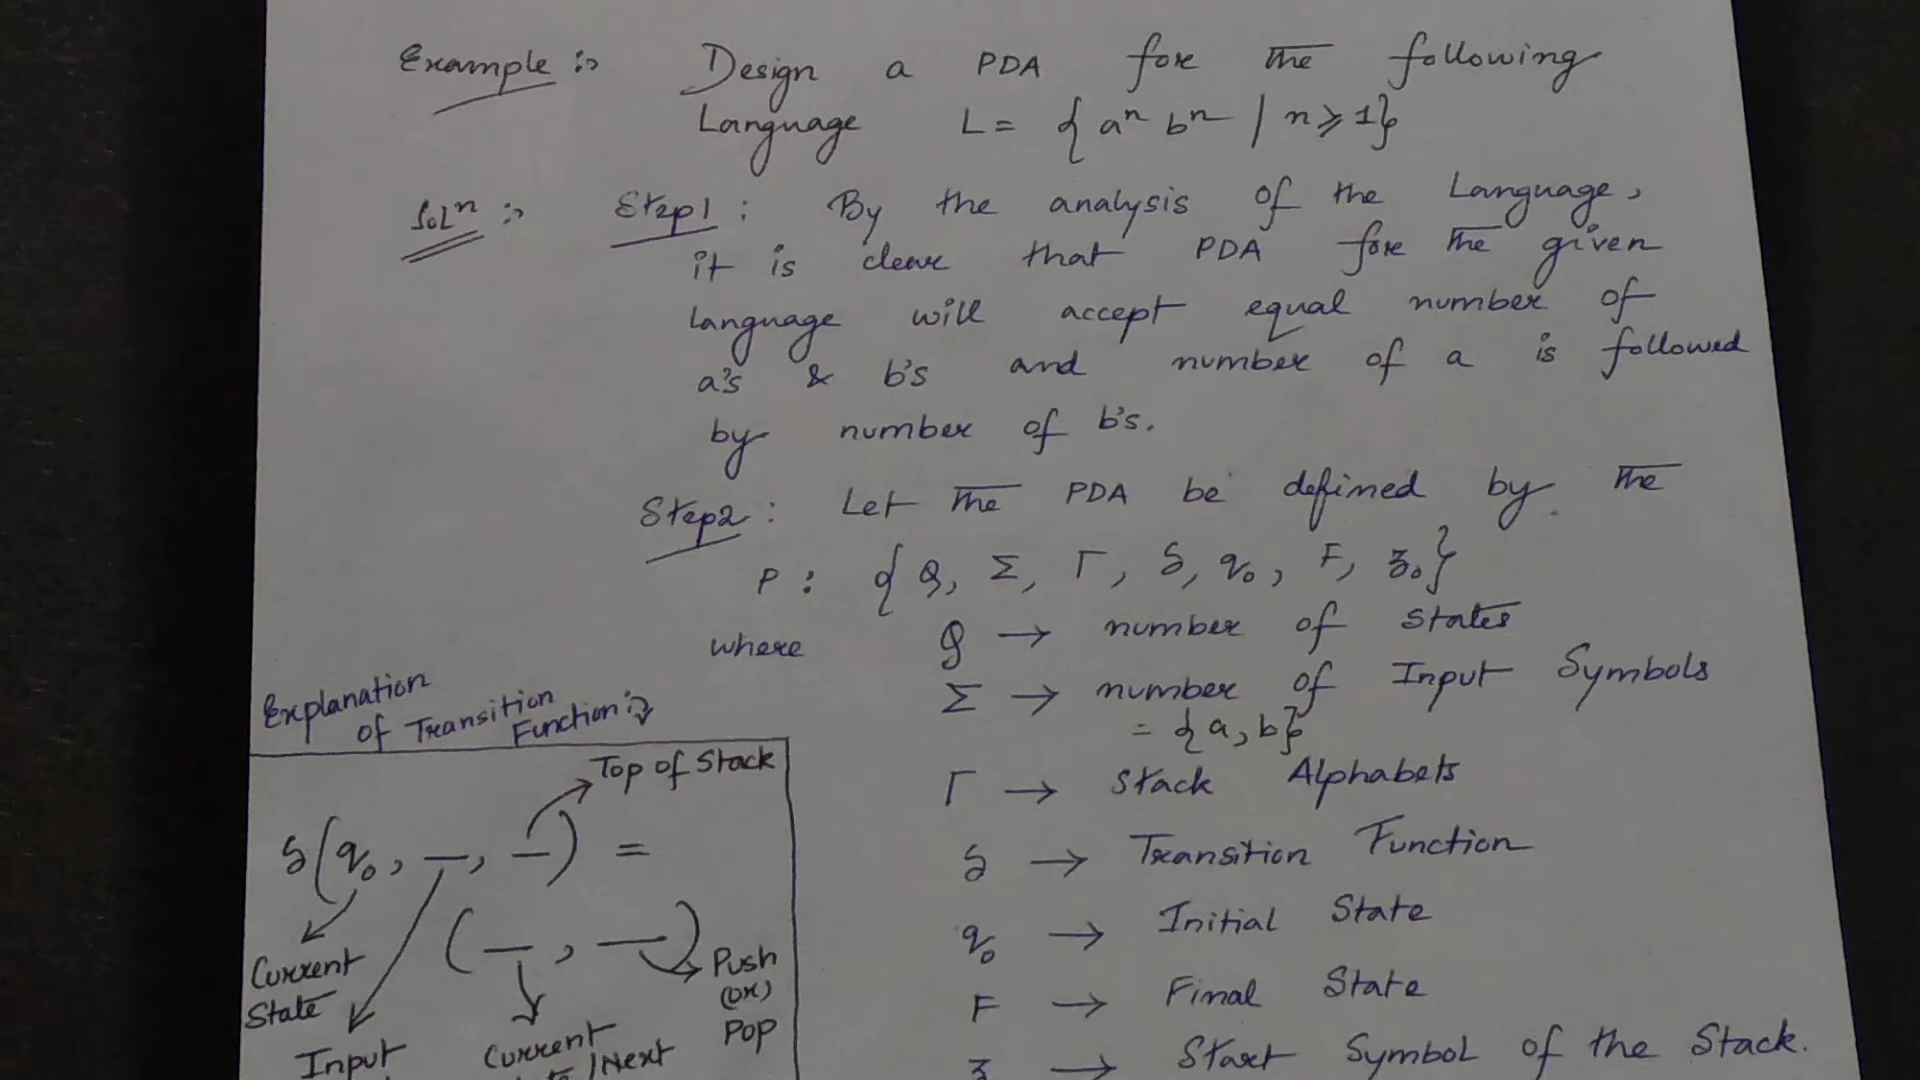 Example :-> Design a PDA for the following
Language L = { aⁿ bⁿ | n ⩾ 1}
Solⁿ :-> Step1 : By the analysis of the Language,
it is clear that PDA for the given
language will accept equal number of
a's & b's and number of a is followed
by number of b's.
Step2 : Let the PDA be defined by the
P : { Q, Σ, Γ, δ, q₀, F, z₀}
where Q → number of States
Σ → number of Input Symbols
= {a, b}
Γ → Stack Alphabets
δ → Transition Function
q₀ → Initial State
F → Final State
z → Start Symbol of the Stack.
Explanation
of Transition
Function :->
Top of Stack
δ(q₀, —, —) =
(—, —)
Current
State
Push
(or)
Pop
Input
Current
/Next